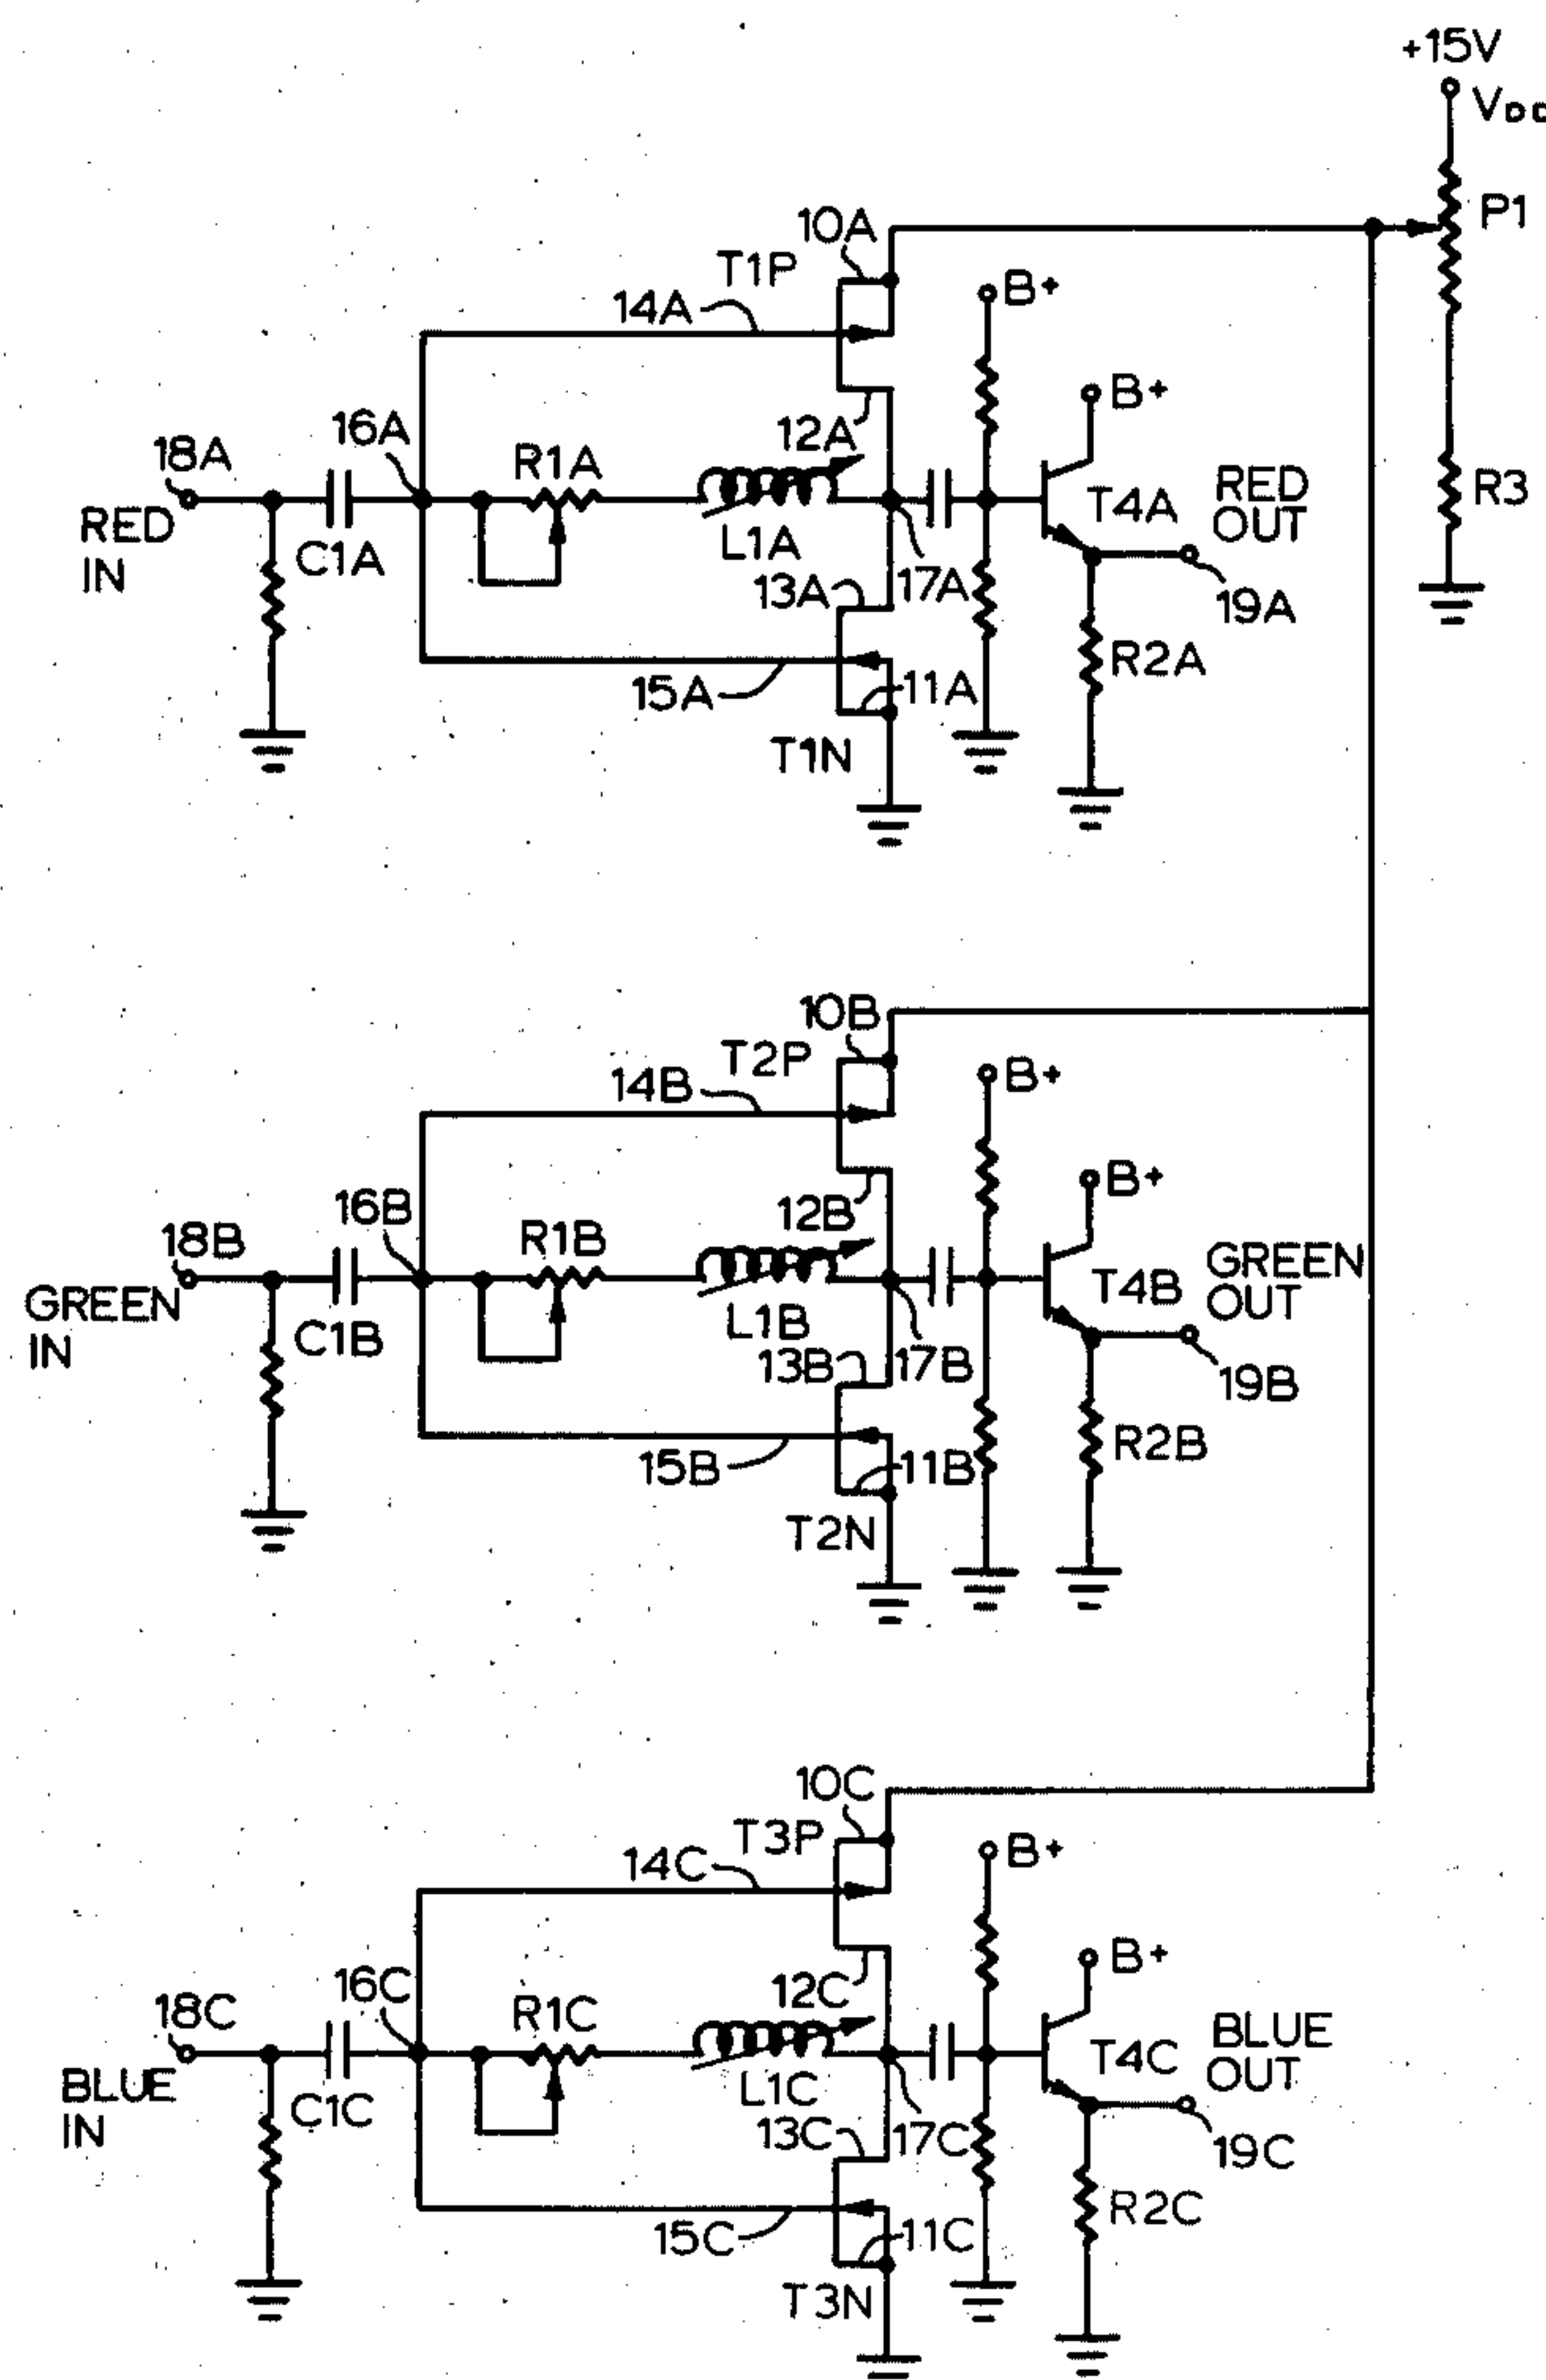 +15V
VDD
P1
10A
T1P
14A
B+
B+
16A
12A
18A
R1A
RED
IN
C1A
L1A
T4A
RED
OUT
R3
13A
17A
19A
15A
11A
R2A
T1N
10B
T2P
14B
B+
B+
16B
12B
18B
R1B
GREEN
IN
C1B
L1B
T4B
GREEN
OUT
13B
17B
19B
15B
11B
R2B
T2N
10C
T3P
14C
B+
B+
16C
12C
18C
R1C
BLUE
IN
C1C
L1C
T4C
BLUE
OUT
13C
17C
19C
15C
11C
R2C
T3N